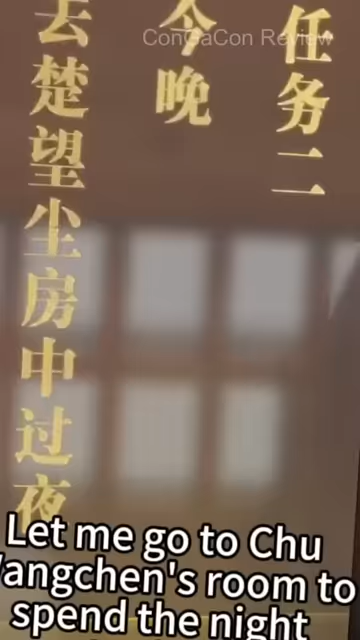 ConGaCon Review
任务二
今晚
去楚望尘房中过夜
Let me go to Chu
Wangchen's room to
spend the night